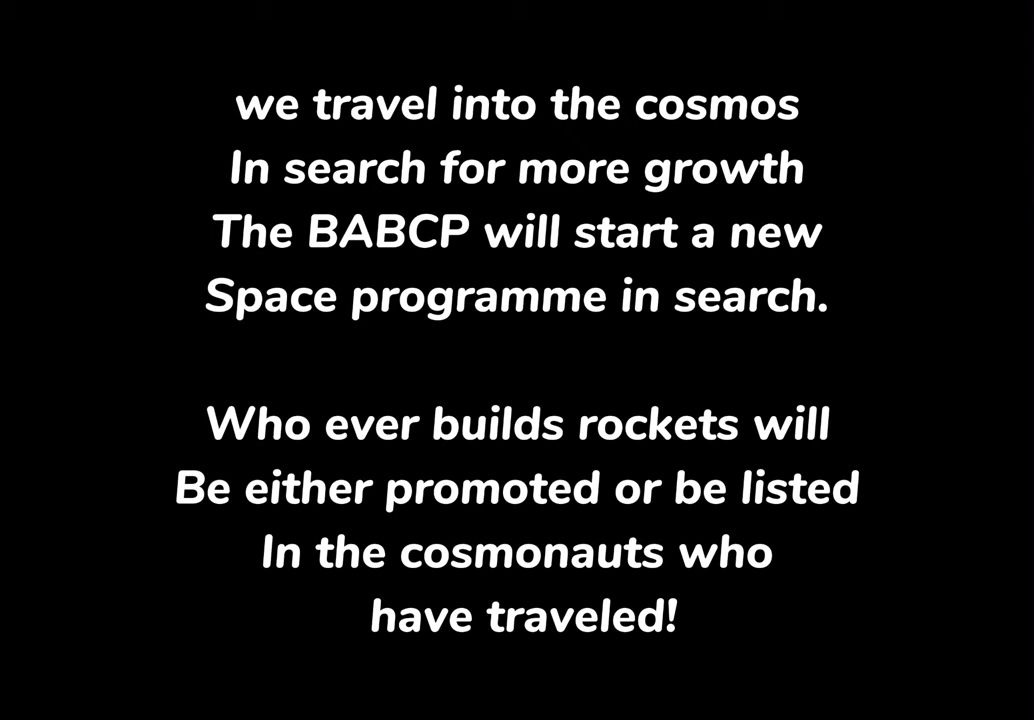 we travel into the cosmos
In search for more growth
The BABCP will start a new
Space programme in search.
Who ever builds rockets will
Be either promoted or be listed
In the cosmonauts who
have traveled!